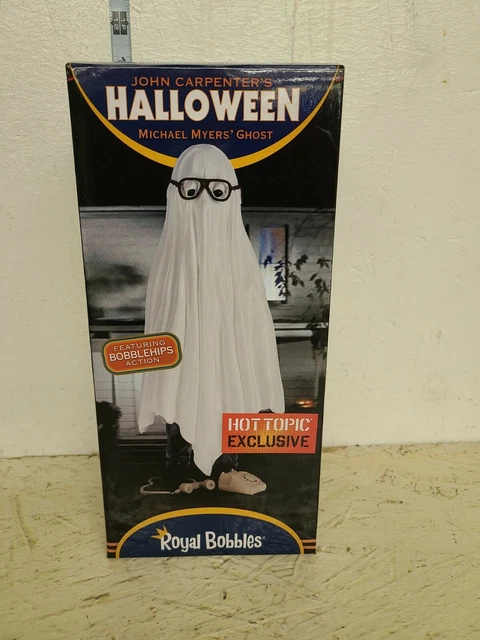 JOHN CARPENTER'S
HALLOWEEN
MICHAEL MYERS' GHOST
FEATURING
BOBBLEHIPS
ACTION
HOT TOPIC
EXCLUSIVE
Royal Bobbles